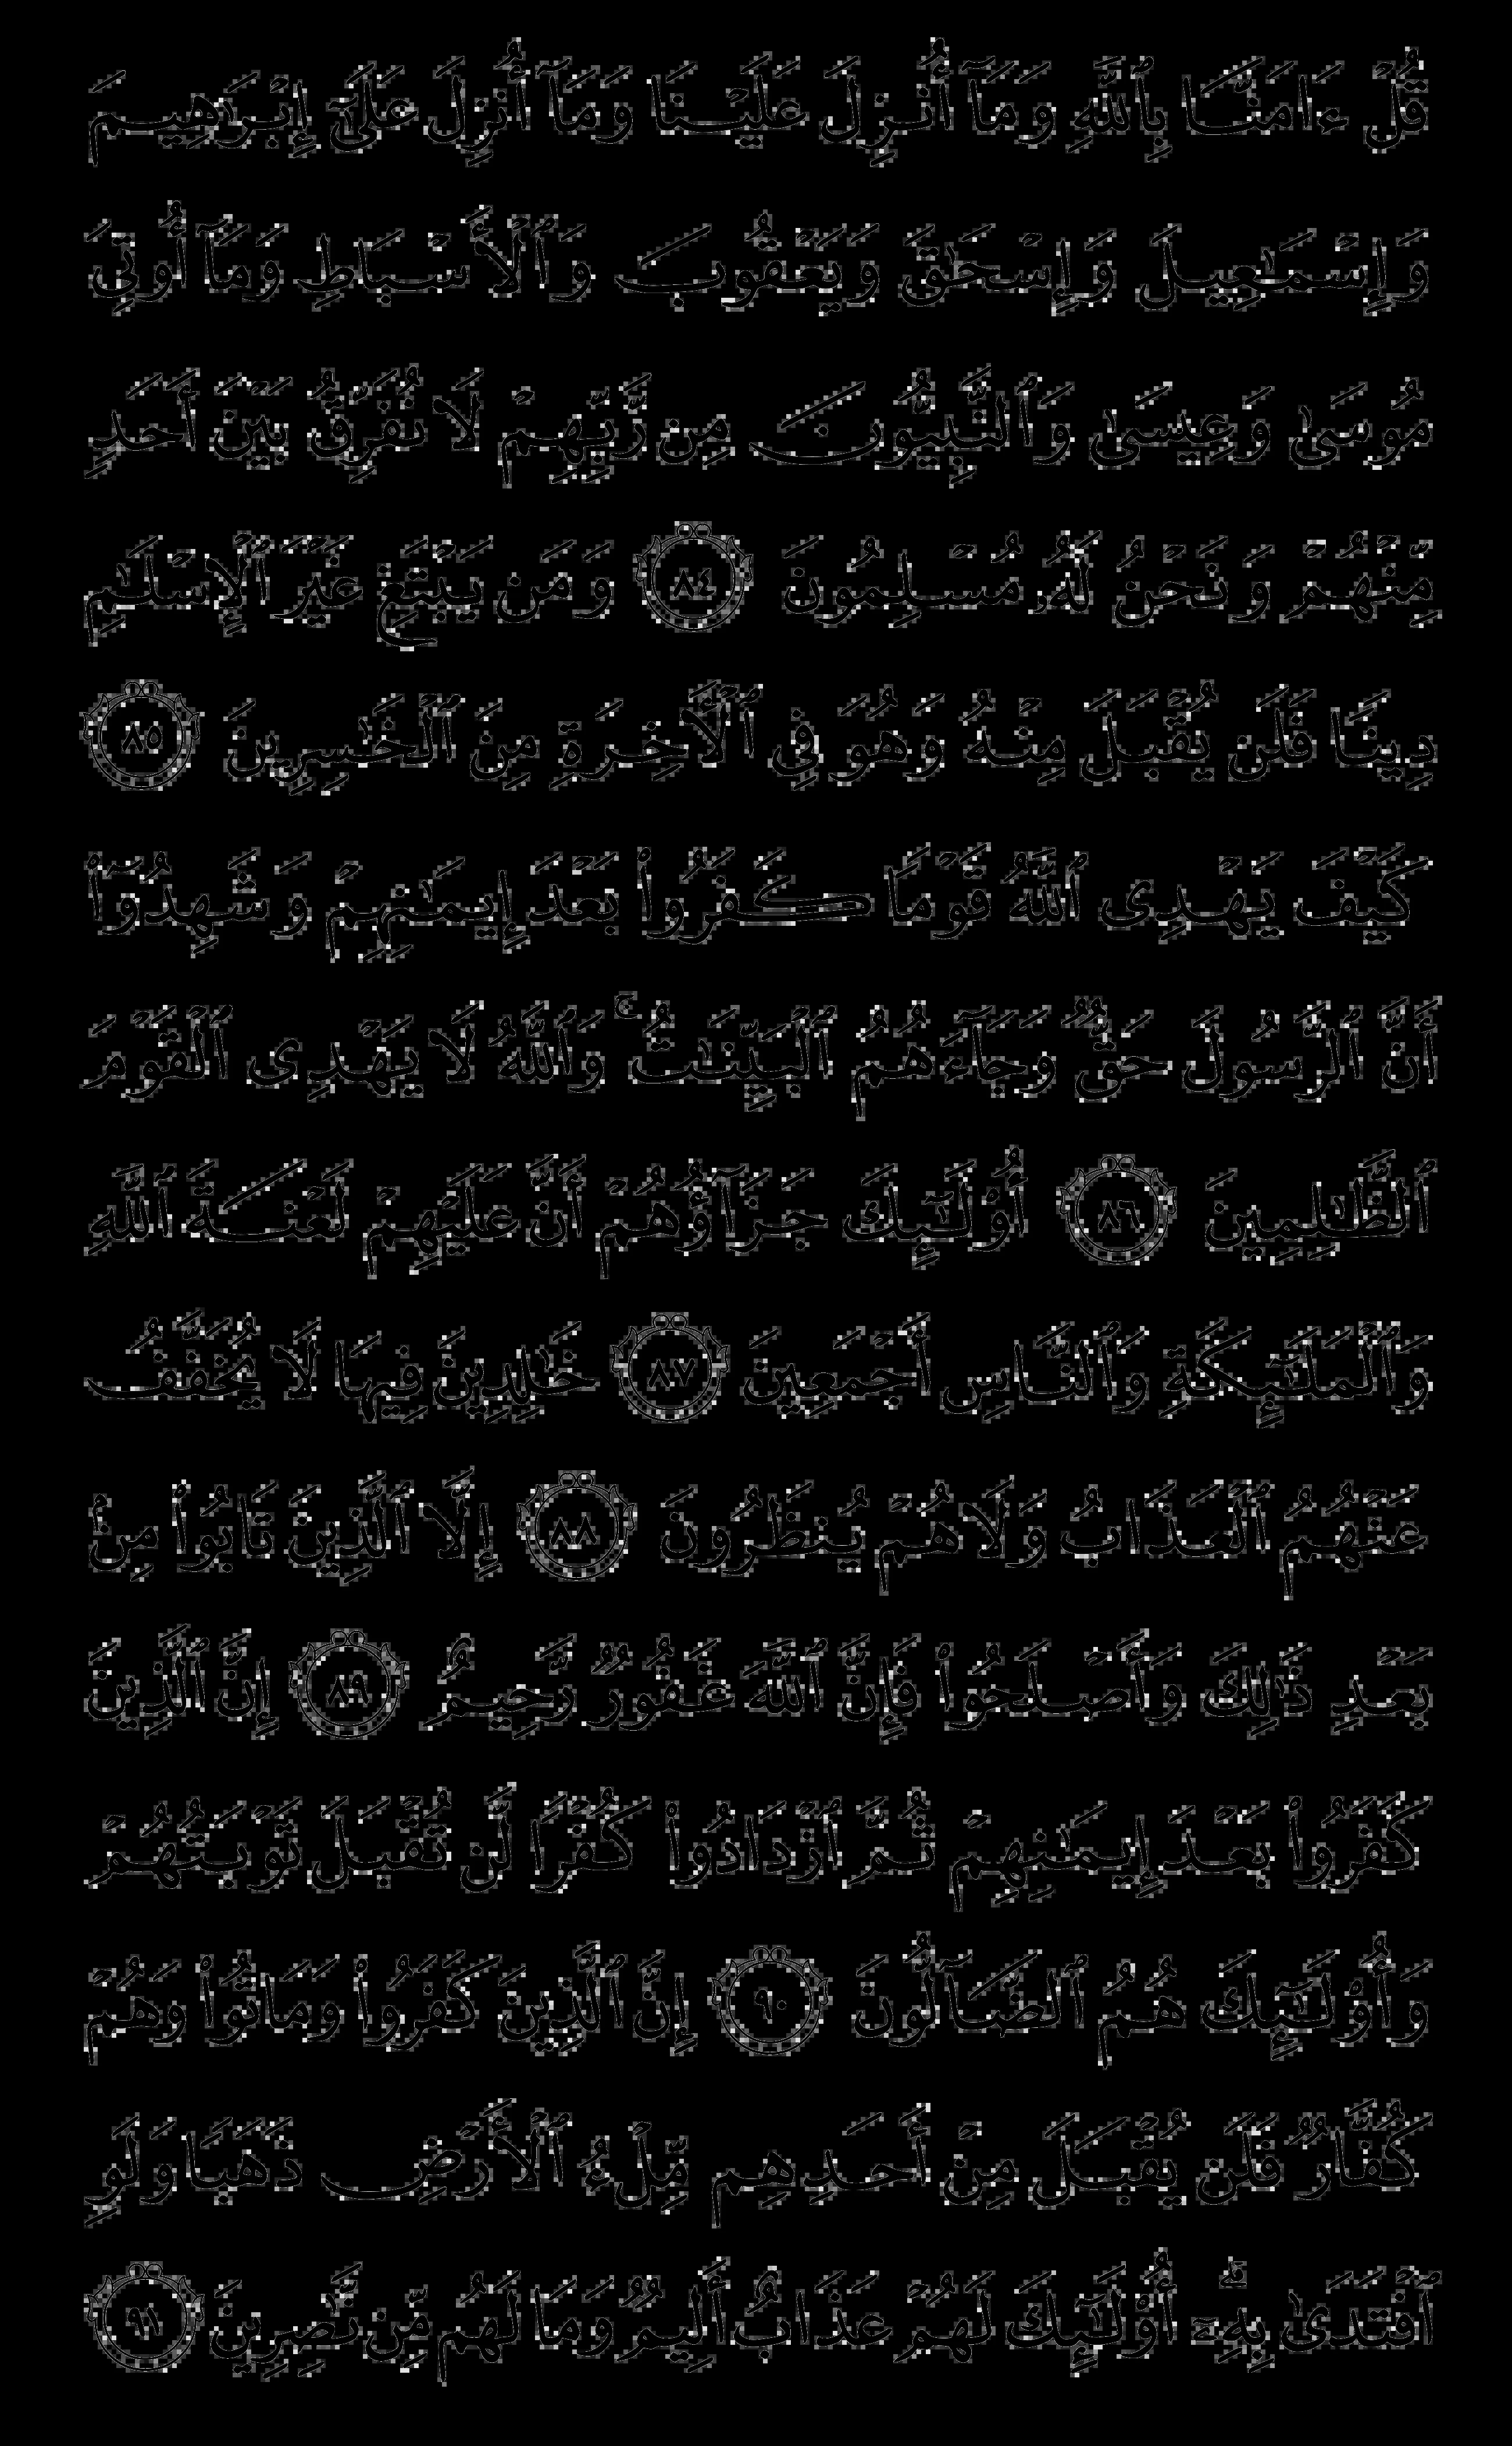 قُلْ ءَامَنَّا بِٱللَّهِ وَمَآ أُنزِلَ عَلَيْنَا وَمَآ أُنزِلَ عَلَىٰٓ إِبْرَٰهِيمَ
وَإِسْمَٰعِيلَ وَإِسْحَٰقَ وَيَعْقُوبَ وَٱلْأَسْبَاطِ وَمَآ أُوتِىَ
مُوسَىٰ وَعِيسَىٰ وَٱلنَّبِيُّونَ مِن رَّبِّهِمْ لَا نُفَرِّقُ بَيْنَ أَحَدٍ
مِّنْهُمْ وَنَحْنُ لَهُۥ مُسْلِمُونَ ٨٤ وَمَن يَبْتَغِ غَيْرَ ٱلْإِسْلَٰمِ
دِينًا فَلَن يُقْبَلَ مِنْهُ وَهُوَ فِى ٱلْءَاخِرَةِ مِنَ ٱلْخَٰسِرِينَ ٨٥
كَيْفَ يَهْدِى ٱللَّهُ قَوْمًا كَفَرُوا۟ بَعْدَ إِيمَٰنِهِمْ وَشَهِدُوٓا۟
أَنَّ ٱلرَّسُولَ حَقٌّ وَجَآءَهُمُ ٱلْبَيِّنَٰتُ ۚ وَٱللَّهُ لَا يَهْدِى ٱلْقَوْمَ
ٱلظَّٰلِمِينَ ٨٦ أُو۟لَٰٓئِكَ جَزَآؤُهُمْ أَنَّ عَلَيْهِمْ لَعْنَةَ ٱللَّهِ
وَٱلْمَلَٰٓئِكَةِ وَٱلنَّاسِ أَجْمَعِينَ ٨٧ خَٰلِدِينَ فِيهَا لَا يُخَفَّفُ
عَنْهُمُ ٱلْعَذَابُ وَلَا هُمْ يُنظَرُونَ ٨٨ إِلَّا ٱلَّذِينَ تَابُوا۟ مِنۢ
بَعْدِ ذَٰلِكَ وَأَصْلَحُوا۟ فَإِنَّ ٱللَّهَ غَفُورٌ رَّحِيمٌ ٨٩ إِنَّ ٱلَّذِينَ
كَفَرُوا۟ بَعْدَ إِيمَٰنِهِمْ ثُمَّ ٱزْدَادُوا۟ كُفْرًا لَّن تُقْبَلَ تَوْبَتُهُمْ
وَأُو۟لَٰٓئِكَ هُمُ ٱلضَّآلُّونَ ٩٠ إِنَّ ٱلَّذِينَ كَفَرُوا۟ وَمَاتُوا۟ وَهُمْ
كُفَّارٌ فَلَن يُقْبَلَ مِنْ أَحَدِهِم مِّلْءُ ٱلْأَرْضِ ذَهَبًا وَلَوِ
ٱفْتَدَىٰ بِهِۦٓ ۗ أُو۟لَٰٓئِكَ لَهُمْ عَذَابٌ أَلِيمٌ وَمَا لَهُم مِّن نَّٰصِرِينَ ٩١